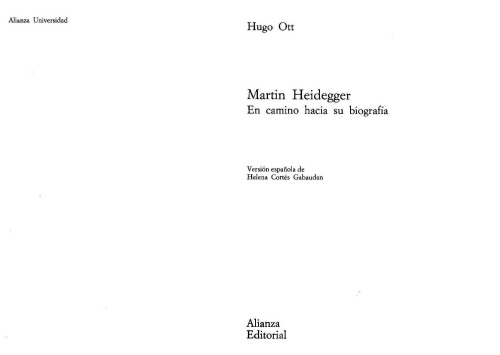 Alianza Universidad
Hugo Ott
Martin Heidegger
En camino hacia su biografía
Versión española de
Helena Cortés Gabaudan
Alianza
Editorial